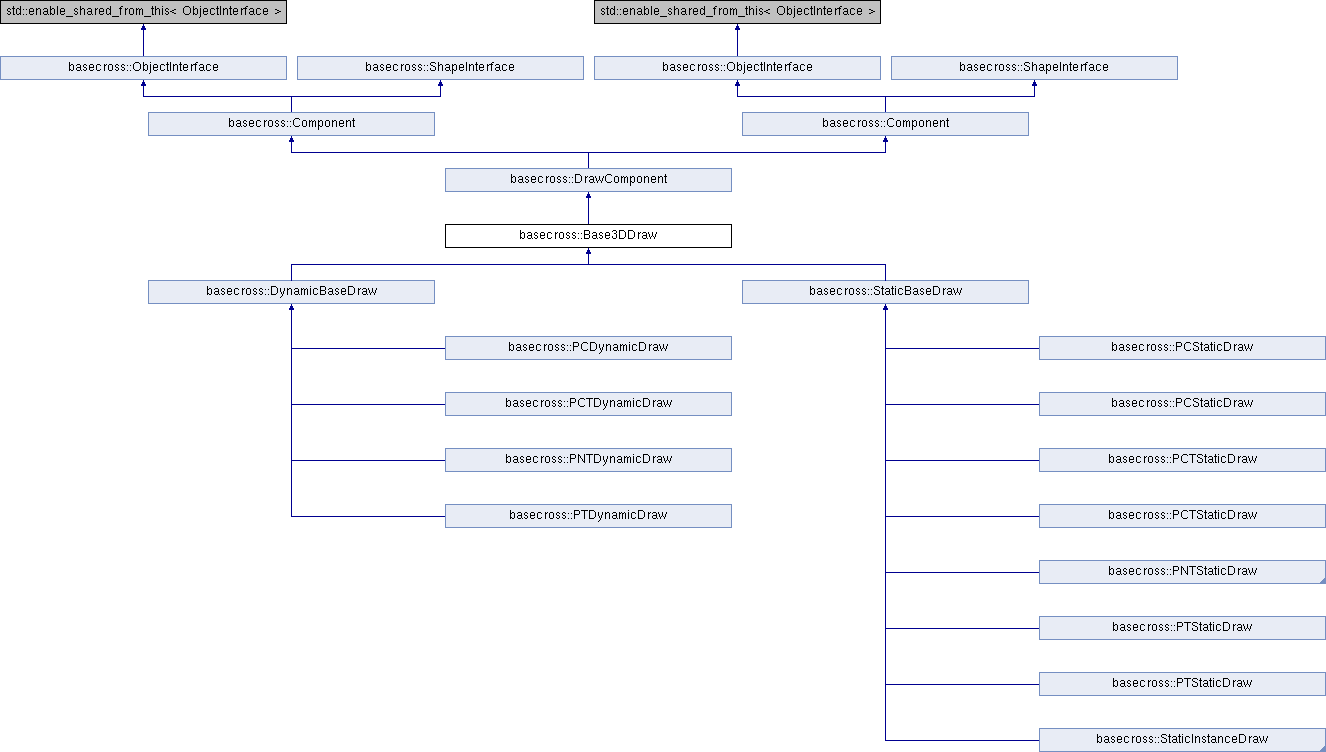 std::enable_shared_from_this< ObjectInterface >
std::enable_shared_from_this< ObjectInterface >
basecross::ObjectInterface
basecross::ShapeInterface
basecross::ObjectInterface
basecross::ShapeInterface
basecross::Component
basecross::Component
basecross::DrawComponent
basecross::Base3DDraw
basecross::DynamicBaseDraw
basecross::StaticBaseDraw
basecross::PCDynamicDraw
basecross::PCStaticDraw
basecross::PCTDynamicDraw
basecross::PCStaticDraw
basecross::PNTDynamicDraw
basecross::PCTStaticDraw
basecross::PTDynamicDraw
basecross::PCTStaticDraw
basecross::PNTStaticDraw
basecross::PTStaticDraw
basecross::PTStaticDraw
basecross::StaticInstanceDraw